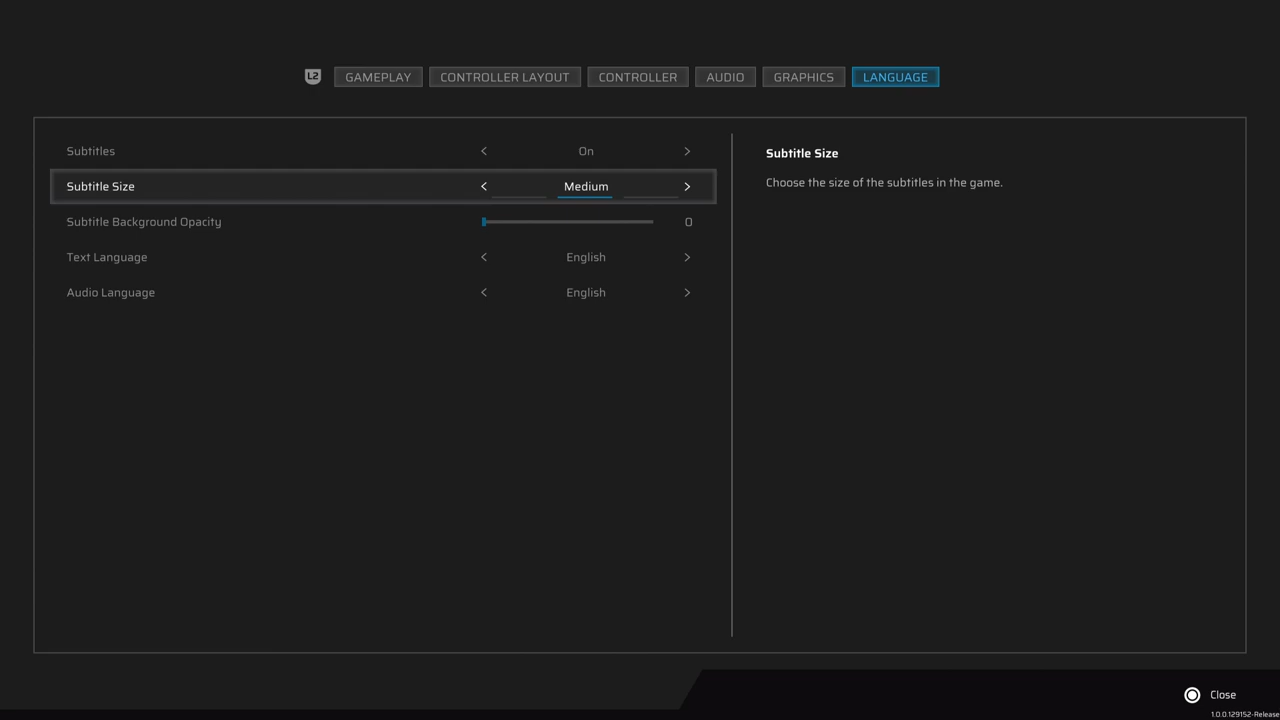 L2 GAMEPLAY CONTROLLER LAYOUT CONTROLLER AUDIO GRAPHICS LANGUAGE
Subtitles < On >
Subtitle Size < Medium >
Subtitle Background Opacity 0
Text Language < English >
Audio Language < English >
Subtitle Size
Choose the size of the subtitles in the game.
Close
1.0.0.129152-Release